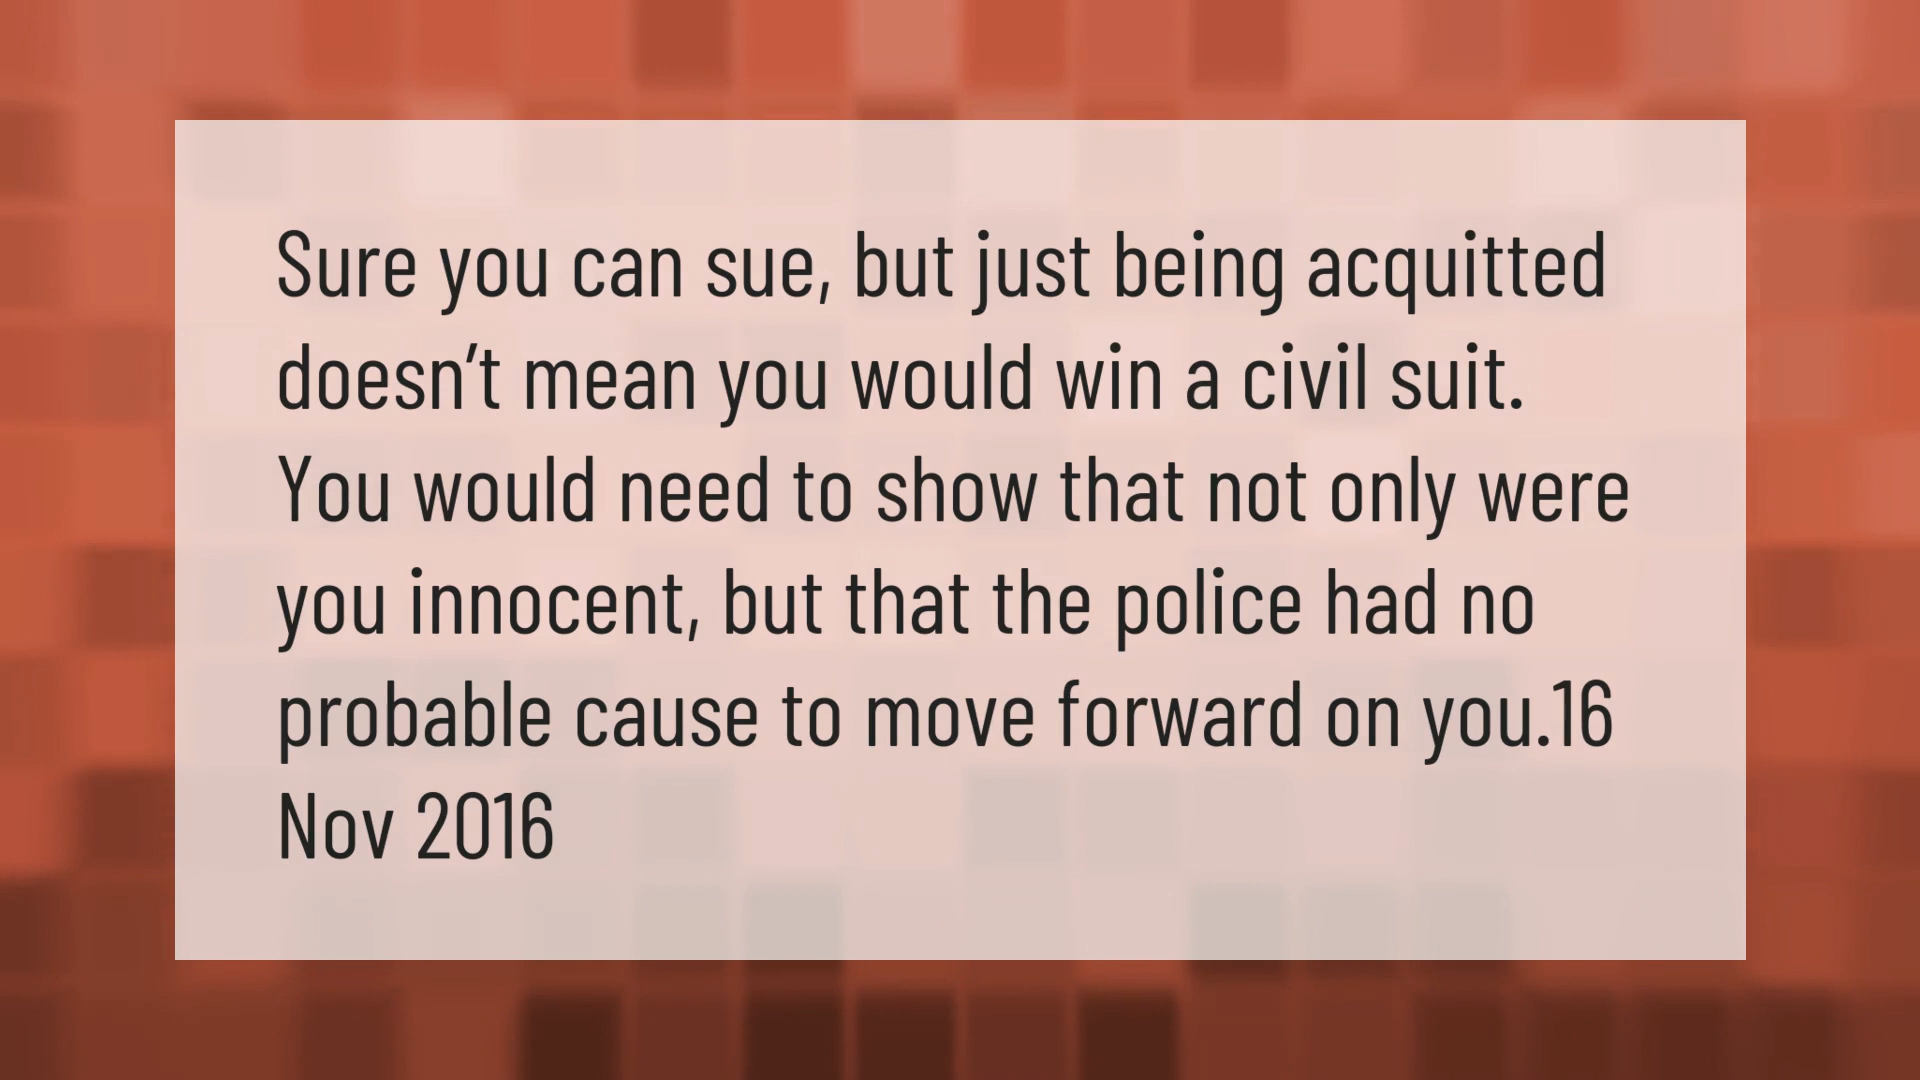 Sure you can sue, but just being acquitted
doesn’t mean you would win a civil suit.
You would need to show that not only were
you innocent, but that the police had no
probable cause to move forward on you.16
Nov 2016